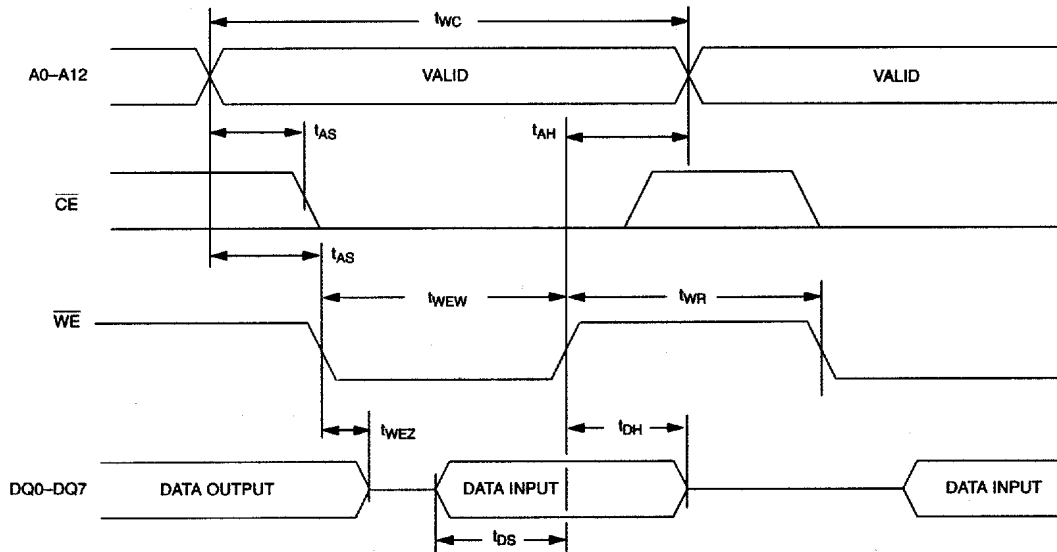 tWC
A0–A12 VALID VALID
tAS tAH
CE
tAS
tWEW tWR
WE
tWEZ tDH
DQ0–DQ7 DATA OUTPUT DATA INPUT DATA INPUT
tDS